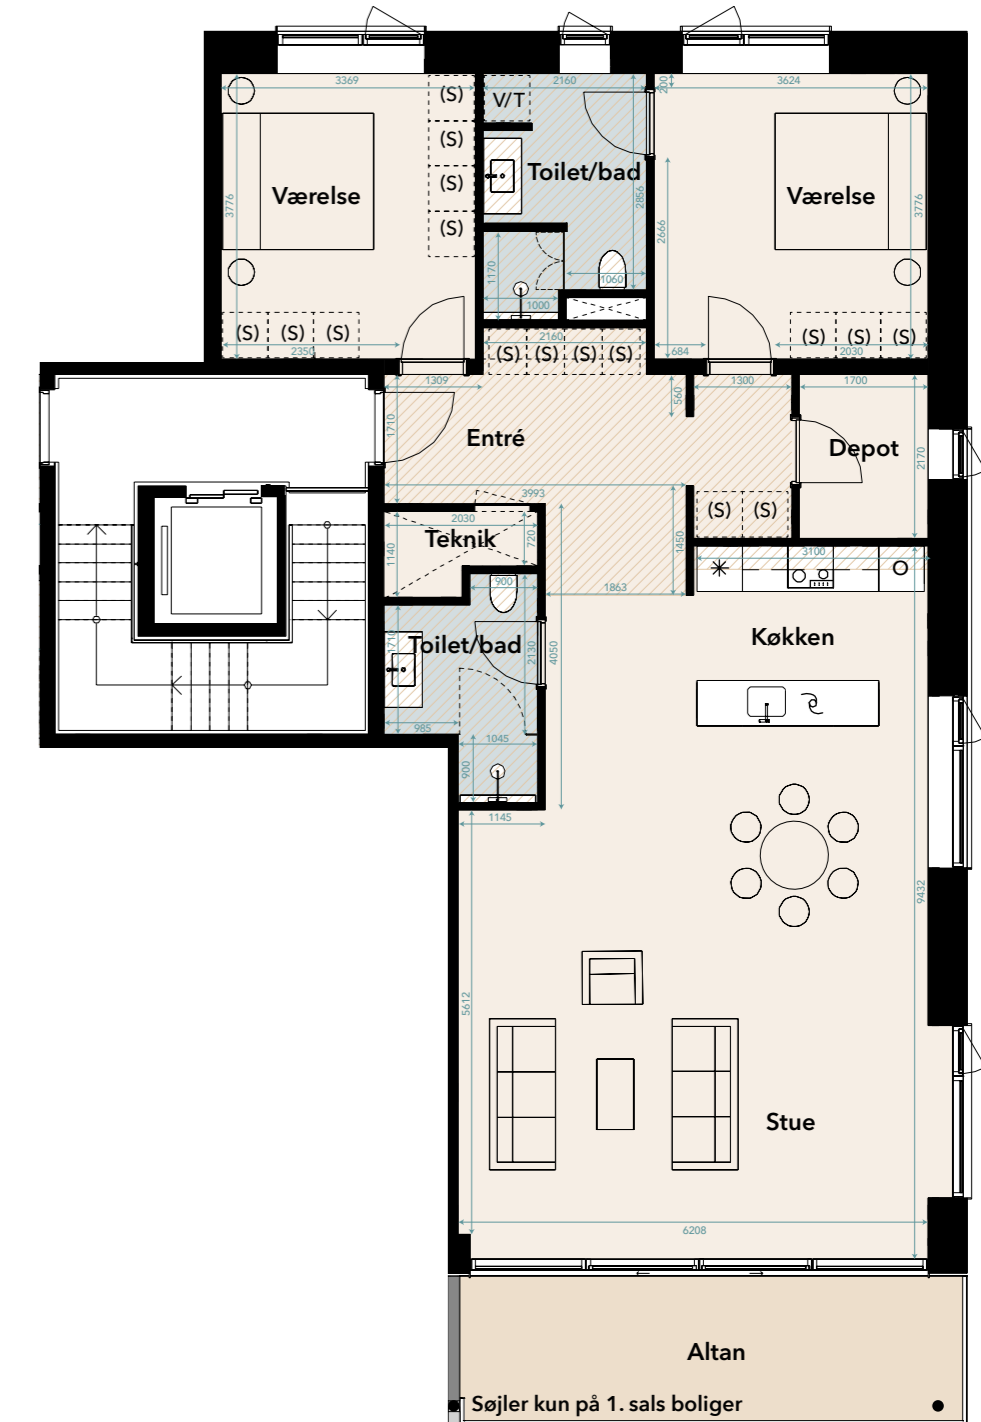 3369
2160
200
3624
(S)
V/T
(S)
Toilet/bad
(S)
Værelse
Værelse
3776
2856
3776
(S)
2666
1170
1060
1000
(S) (S) (S)
2160
(S) (S) (S)
2350
(S) (S) (S) (S)
684
2030
1309
1300
1700
560
1710
Entré
Depot
2170
3993
(S) (S)
2030
Teknik
720
1140
1450
3100
900
1863
1710
Toilet/bad
2130
4050
Køkken
985
1045
900
1145
9432
5612
Stue
6208
Altan
Søjler kun på 1. sals boliger